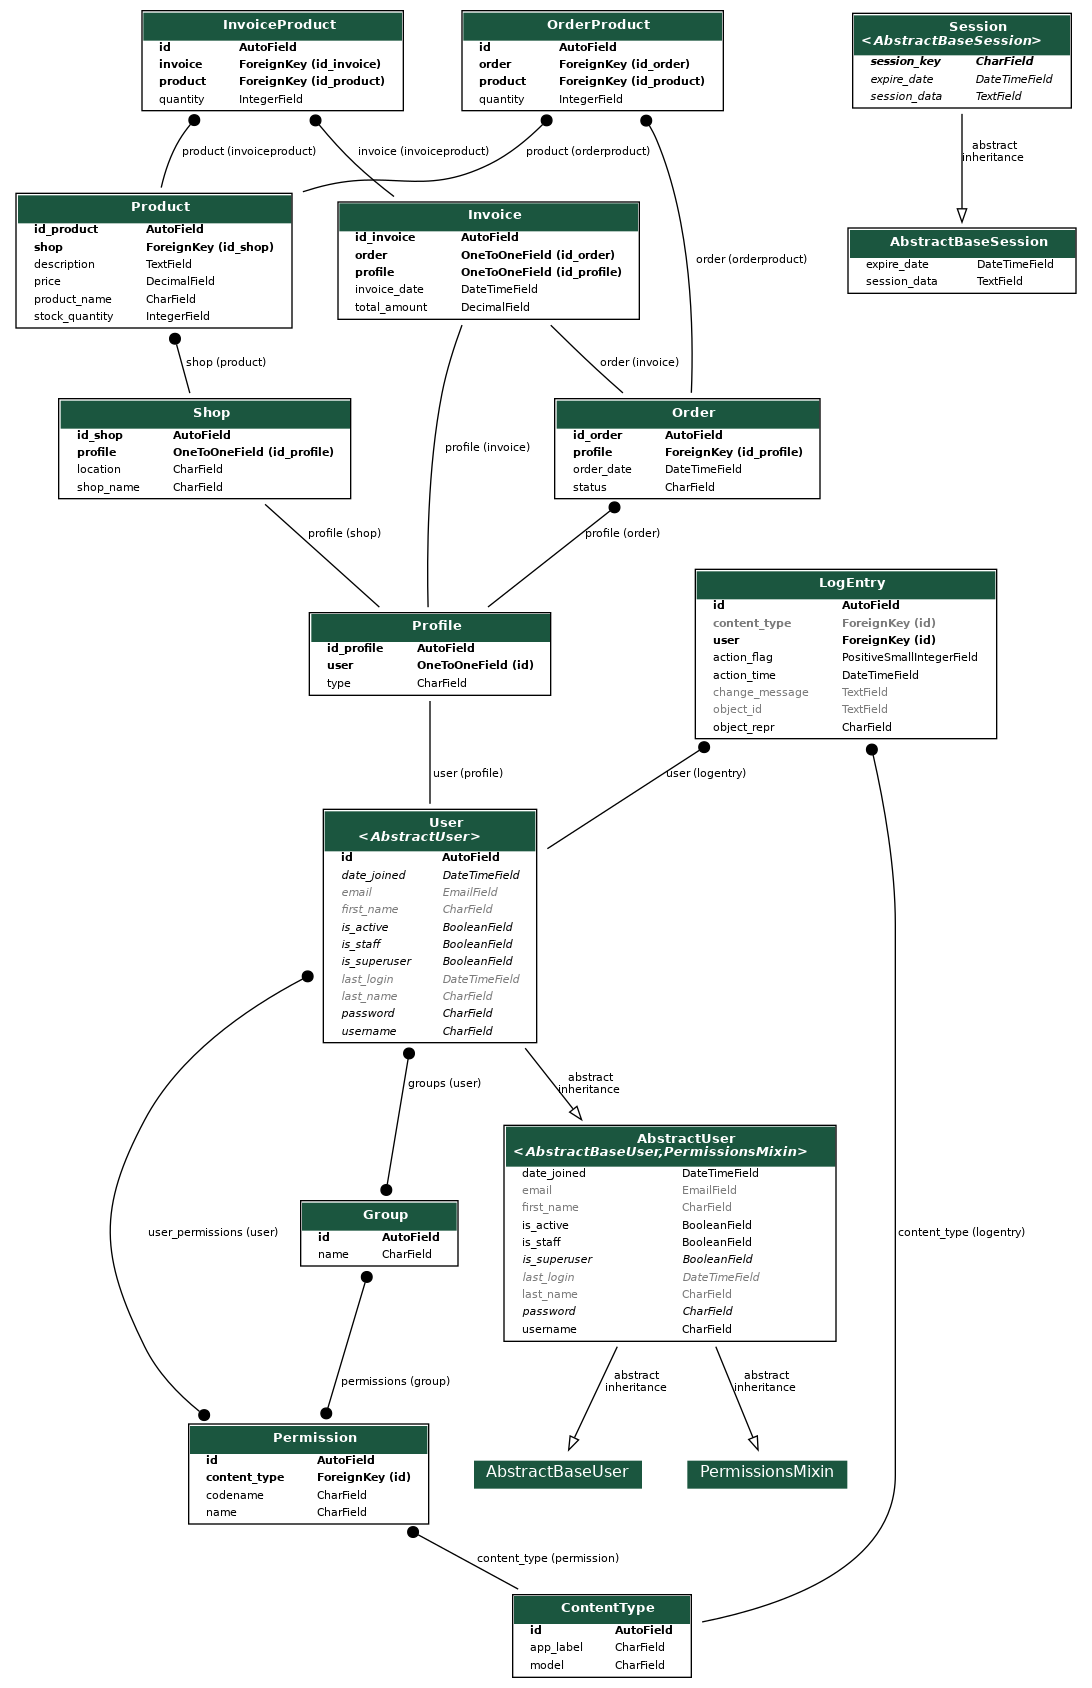 InvoiceProduct
id AutoField
invoice ForeignKey (id_invoice)
product ForeignKey (id_product)
quantity IntegerField
OrderProduct
id AutoField
order ForeignKey (id_order)
product ForeignKey (id_product)
quantity IntegerField
Session
<AbstractBaseSession>
session_key CharField
expire_date DateTimeField
session_data TextField
product (invoiceproduct)
invoice (invoiceproduct)
product (orderproduct)
abstract
inheritance
Product
id_product AutoField
shop ForeignKey (id_shop)
description TextField
price DecimalField
product_name CharField
stock_quantity IntegerField
Invoice
id_invoice AutoField
order OneToOneField (id_order)
profile OneToOneField (id_profile)
invoice_date DateTimeField
total_amount DecimalField
order (orderproduct)
AbstractBaseSession
expire_date DateTimeField
session_data TextField
shop (product)
order (invoice)
Shop
id_shop AutoField
profile OneToOneField (id_profile)
location CharField
shop_name CharField
profile (invoice)
Order
id_order AutoField
profile ForeignKey (id_profile)
order_date DateTimeField
status CharField
profile (shop)
profile (order)
LogEntry
id AutoField
content_type ForeignKey (id)
user ForeignKey (id)
action_flag PositiveSmallIntegerField
action_time DateTimeField
change_message TextField
object_id TextField
object_repr CharField
Profile
id_profile AutoField
user OneToOneField (id)
type CharField
user (profile)
user (logentry)
User
<AbstractUser>
id AutoField
date_joined DateTimeField
email EmailField
first_name CharField
is_active BooleanField
is_staff BooleanField
is_superuser BooleanField
last_login DateTimeField
last_name CharField
password CharField
username CharField
groups (user)
abstract
inheritance
AbstractUser
<AbstractBaseUser,PermissionsMixin>
date_joined DateTimeField
email EmailField
first_name CharField
is_active BooleanField
is_staff BooleanField
is_superuser BooleanField
last_login DateTimeField
last_name CharField
password CharField
username CharField
user_permissions (user)
Group
id AutoField
name CharField
content_type (logentry)
permissions (group)
abstract
inheritance
abstract
inheritance
Permission
id AutoField
content_type ForeignKey (id)
codename CharField
name CharField
AbstractBaseUser
PermissionsMixin
content_type (permission)
ContentType
id AutoField
app_label CharField
model CharField